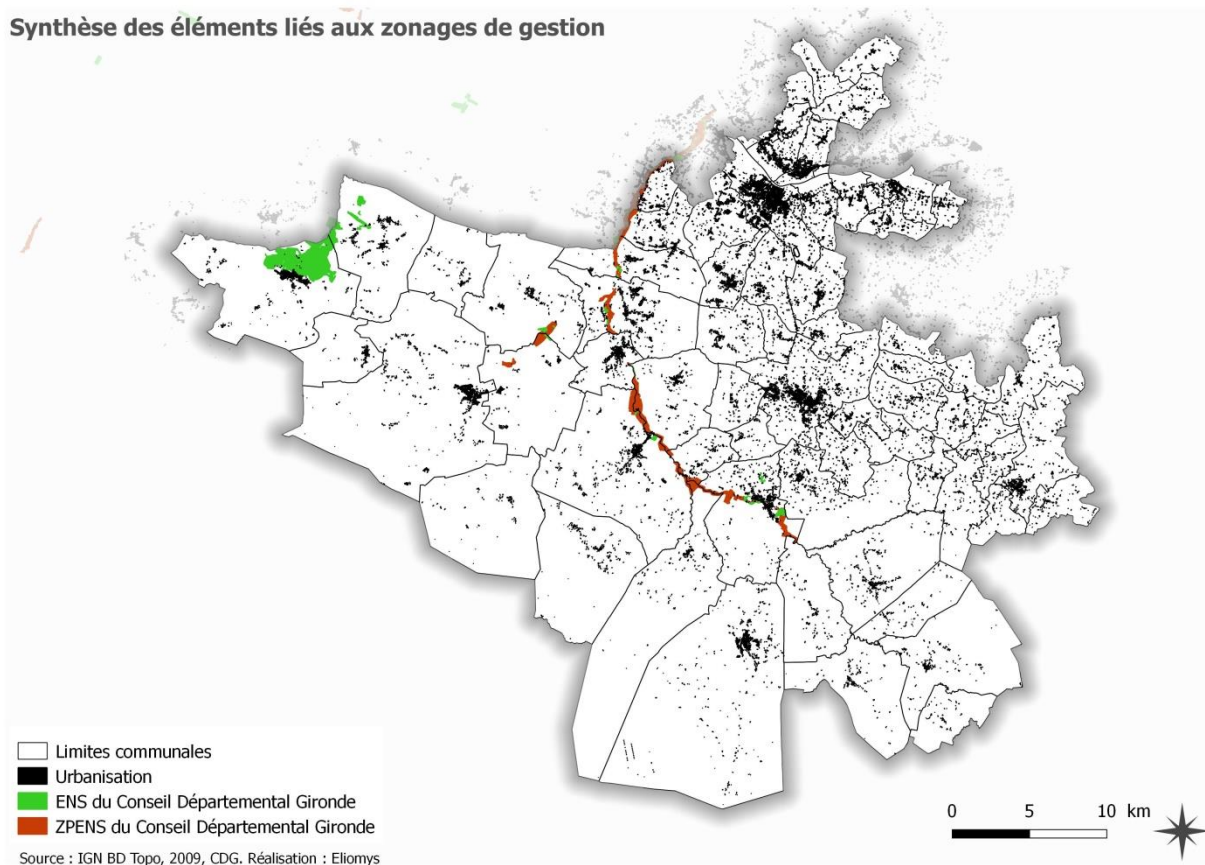 Synthèse des éléments liés aux zonages de gestion
Limites communales
Urbanisation
ENS du Conseil Départemental Gironde
ZPENS du Conseil Départemental Gironde
0 5 10 km
Source : IGN BD Topo, 2009, CDG. Réalisation : Eliomys